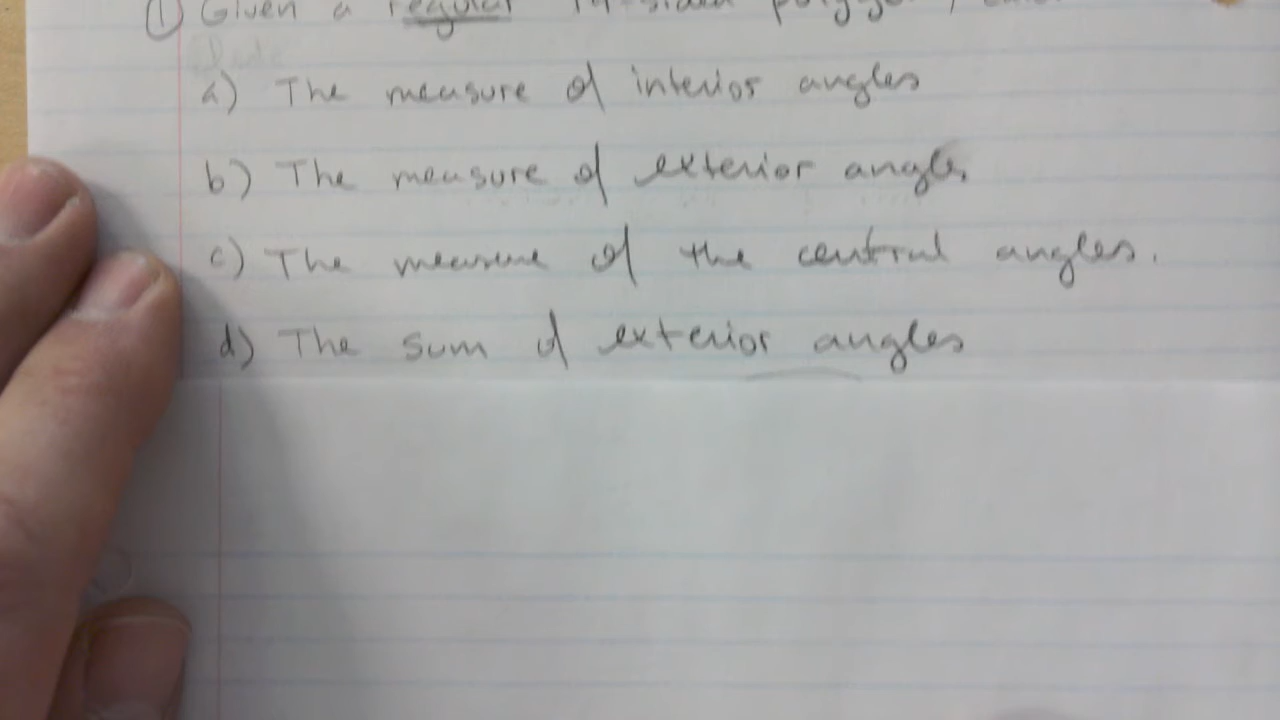 ① Given a regular
a) The measure of interior angles
b) The measure of exterior angles
c) The measure of the central angles.
d) The sum of exterior angles